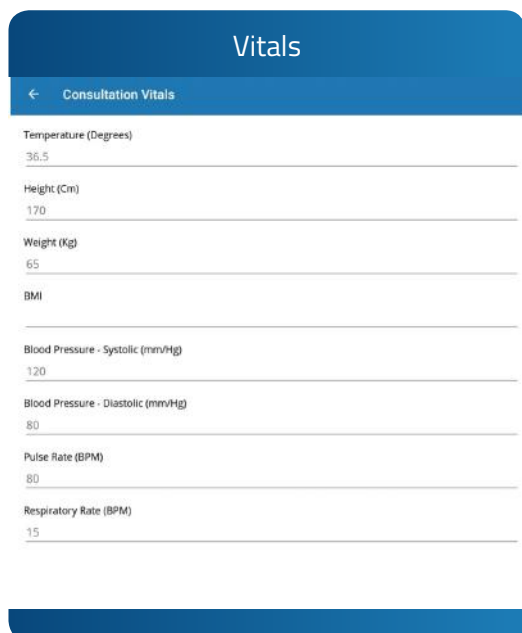 Vitals
Consultation Vitals
Temperature (Degrees)
36.5
Height (Cm)
170
Weight (Kg)
65
BMI
Blood Pressure - Systolic (mm/Hg)
120
Blood Pressure - Diastolic (mm/Hg)
80
Pulse Rate (BPM)
80
Respiratory Rate (BPM)
15